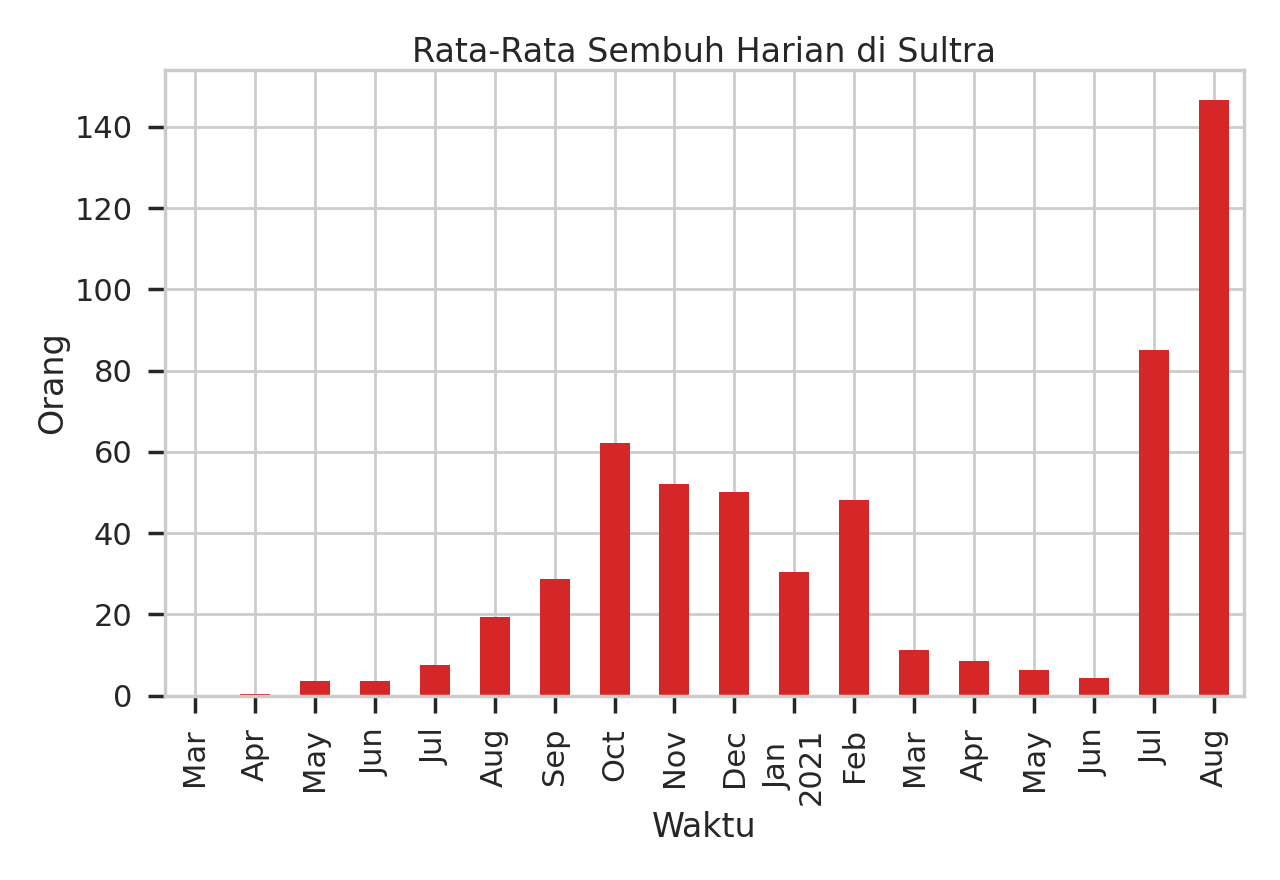 Rata-Rata Sembuh Harian di Sultra
Orang
140
120
100
80
60
40
20
0
Mar
Apr
May
Jun
Jul
Aug
Sep
Oct
Nov
Dec
Jan
2021
Feb
Mar
Apr
May
Jun
Jul
Aug
Waktu